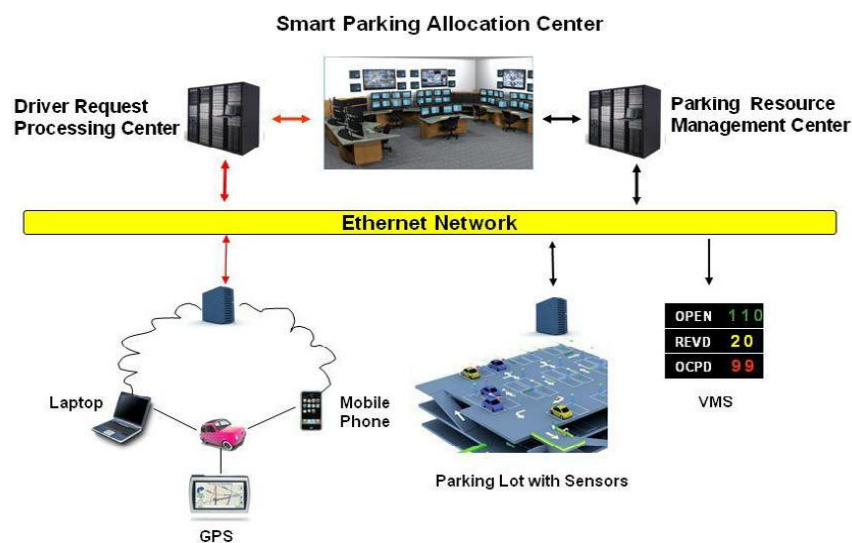 Smart Parking Allocation Center
Driver Request
Processing Center
Parking Resource
Management Center
Ethernet Network
OPEN 110
REVD 20
OCPD 99
VMS
Laptop
Mobile
Phone
GPS
Parking Lot with Sensors